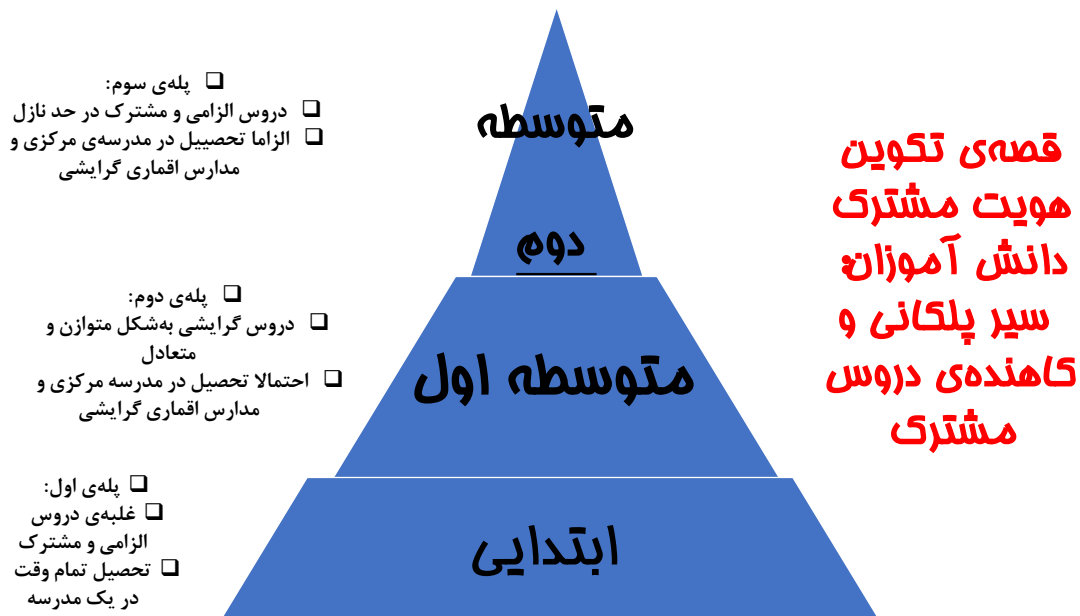 قصه‌ی تکوین
هویت مشترک
دانش آموزان:
سیر پلکانی و
کاهنده‌ی دروس
مشترک
متوسطه
دوم
متوسطه اول
ابتدایی
❑ پله‌ی سوم:
❑ دروس الزامی و مشترک در حد نازل
❑ الزاما تحصییل در مدرسه‌ی مرکزی و
مدارس اقماری گرایشی
❑ پله‌ی دوم:
❑ دروس گرایشی به‌شکل متوازن و
متعادل
❑ احتمالا تحصیل در مدرسه مرکزی و
مدارس اقماری گرایشی
❑ پله‌ی اول:
❑ غلبه‌ی دروس
الزامی و مشترک
❑ تحصیل تمام وقت
در یک مدرسه